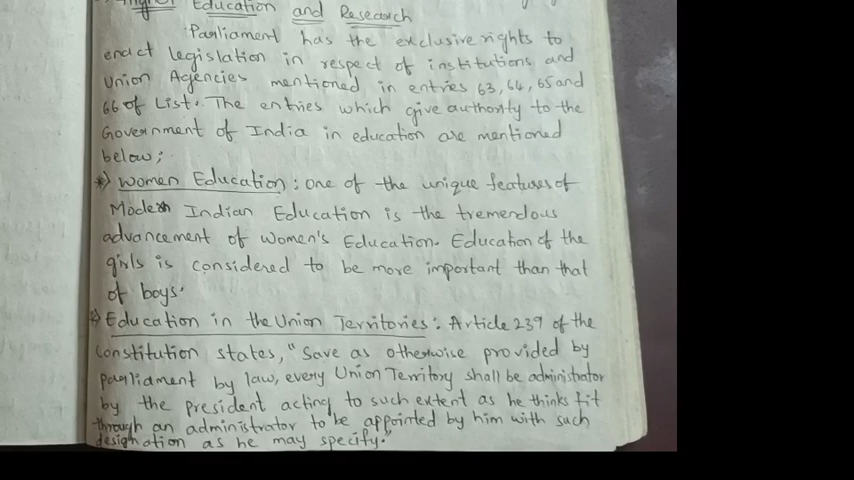 Higher Education and Research
Parliament has the exclusive rights to
enact legislation in respect of institutions and
Union Agencies mentioned in entries 63, 64, 65 and
66 of List. The entries which give authority to the
Government of India in education are mentioned
below;
*) Women Education: One of the unique features of
Modern Indian Education is the tremendous
advancement of women's Education. Education of the
girls is considered to be more important than that
of boys.
*) Education in the Union Territories: Article 239 of the
Constitution states, "Save as otherwise provided by
parliament by law, every Union Territory shall be administrator
by the president acting to such extent as he thinks fit
through an administrator to be appointed by him with such
designation as he may specify."